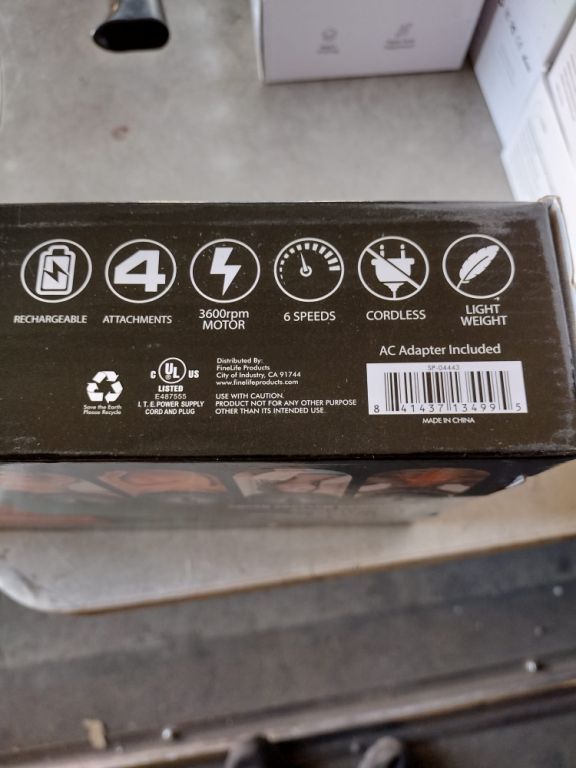 4
RECHARGEABLE
ATTACHMENTS
3600rpm
MOTOR
6 SPEEDS
CORDLESS
LIGHT
WEIGHT
Save the Earth
Please Recycle
C UL US
LISTED
E487555
I. T. E. POWER SUPPLY
CORD AND PLUG
Distributed By:
FineLife Products
City of Industry, CA 91744
www.finelifeproducts.com
USE WITH CAUTION.
PRODUCT NOT FOR ANY OTHER PURPOSE
OTHER THAN ITS INTENDED USE.
AC Adapter Included
SP-04443
8 41437 13499 5
MADE IN CHINA